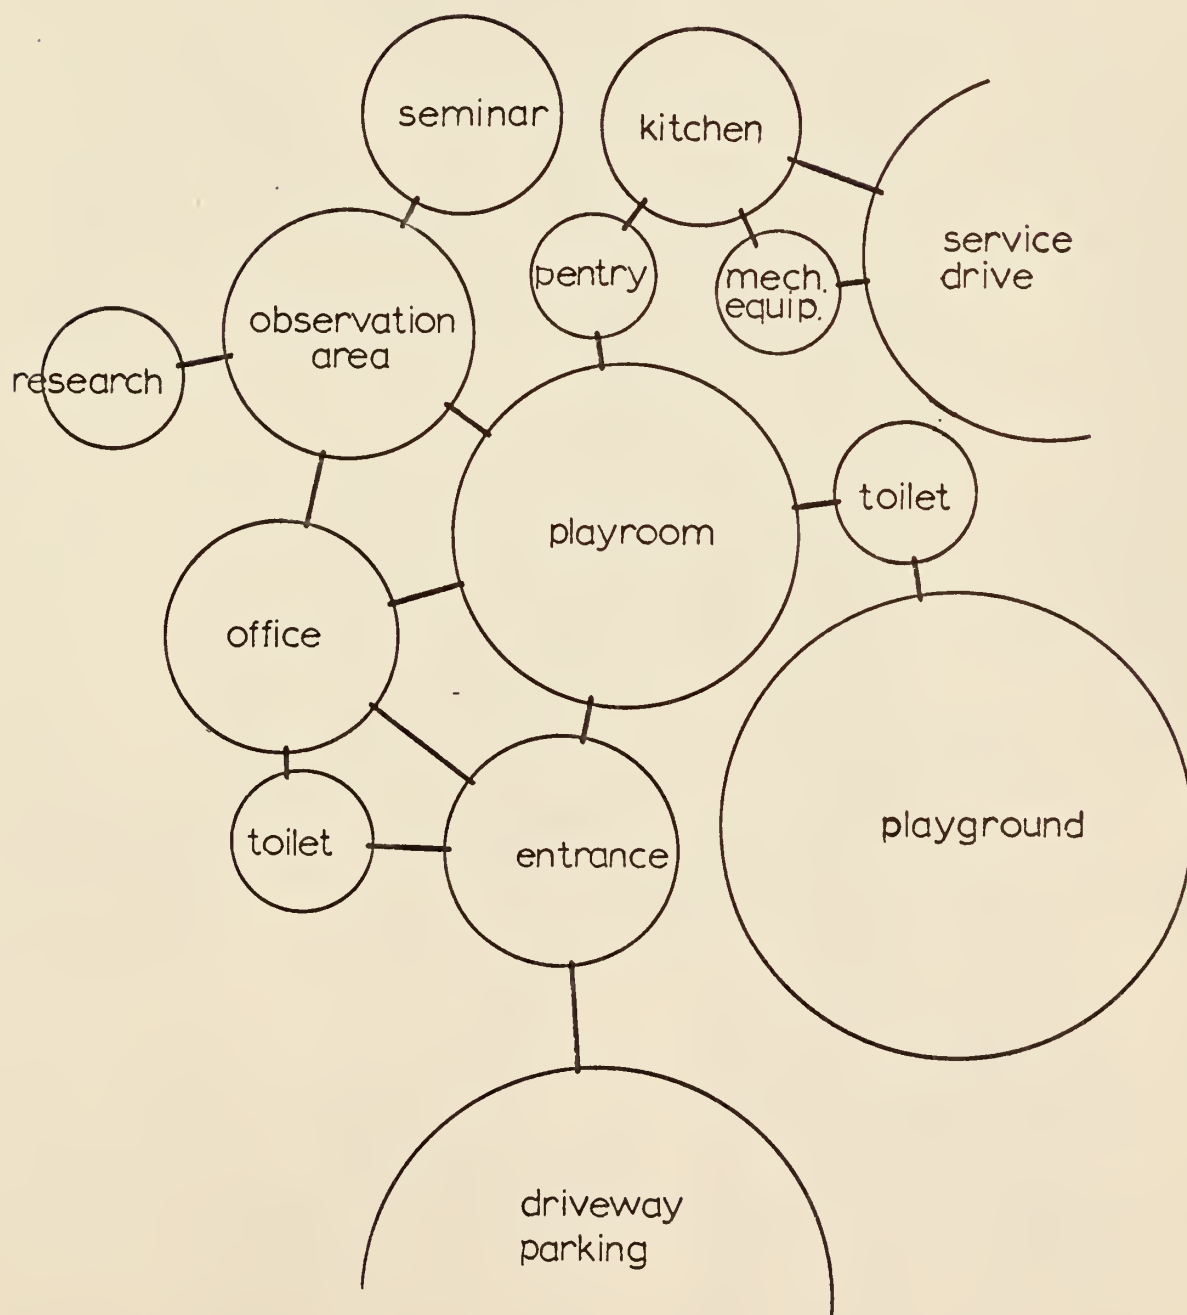 seminar
kitchen
service
drive
pentry
mech.
equip.
observation
area
research
toilet
playroom
office
toilet
entrance
playground
driveway
parking